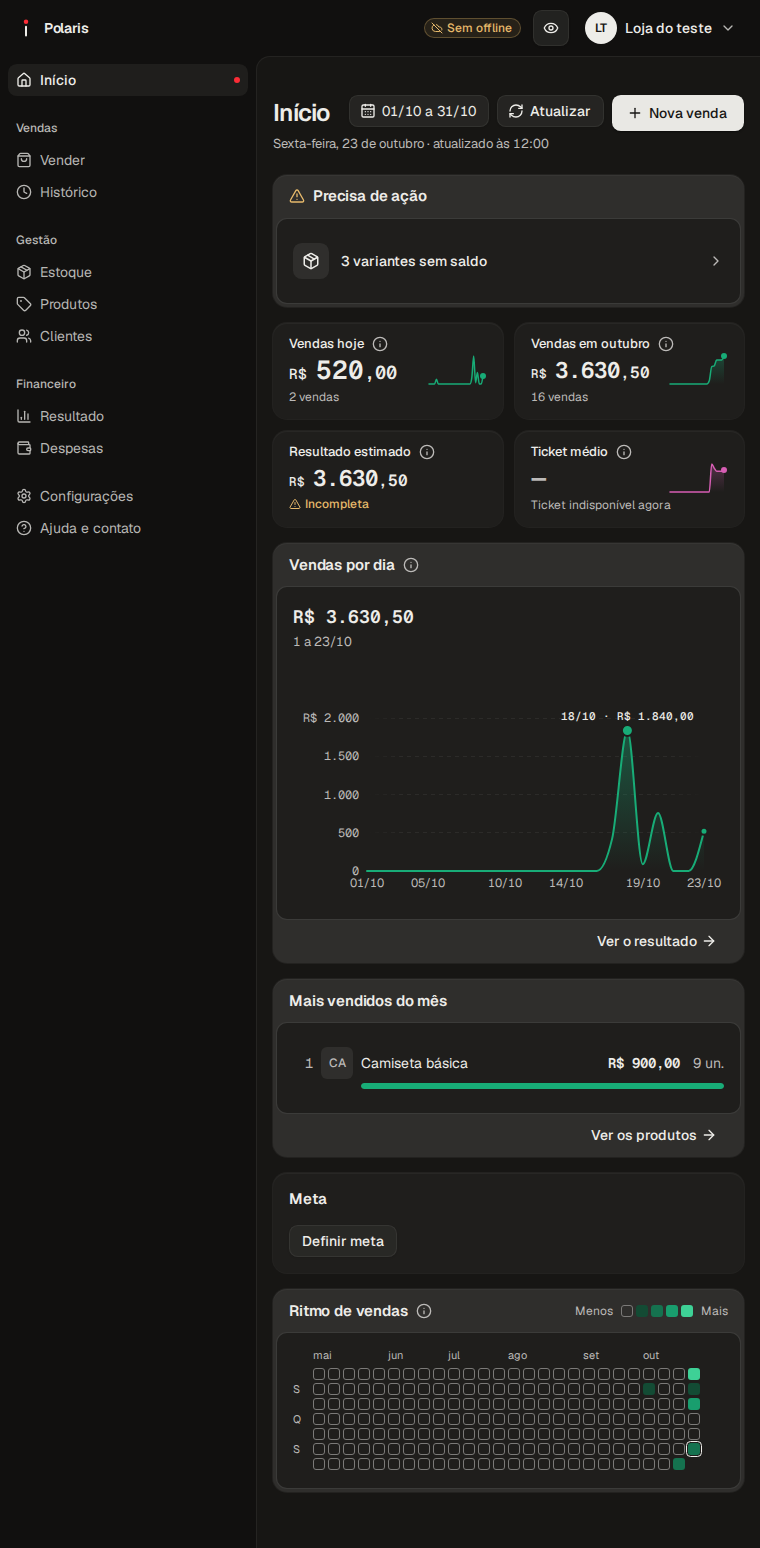 Polaris
Sem offline
LT
Loja do teste
Início
Vendas
Vender
Histórico
Gestão
Estoque
Produtos
Clientes
Financeiro
Resultado
Despesas
Configurações
Ajuda e contato
Início
01/10 a 31/10
Atualizar
Nova venda
Sexta-feira, 23 de outubro · atualizado às 12:00
Precisa de ação
3 variantes sem saldo
Vendas hoje
R$ 520,00
2 vendas
Vendas em outubro
R$ 3.630,50
16 vendas
Resultado estimado
R$ 3.630,50
Incompleta
Ticket médio
—
Ticket indisponível agora
Vendas por dia
R$ 3.630,50
1 a 23/10
18/10 · R$ 1.840,00
R$ 2.000
1.500
1.000
500
0
01/10 05/10 10/10 14/10 19/10 23/10
Ver o resultado
Mais vendidos do mês
1 CA Camiseta básica R$ 900,00 9 un.
Ver os produtos
Meta
Definir meta
Ritmo de vendas
Menos Mais
mai jun jul ago set out
S
Q
S